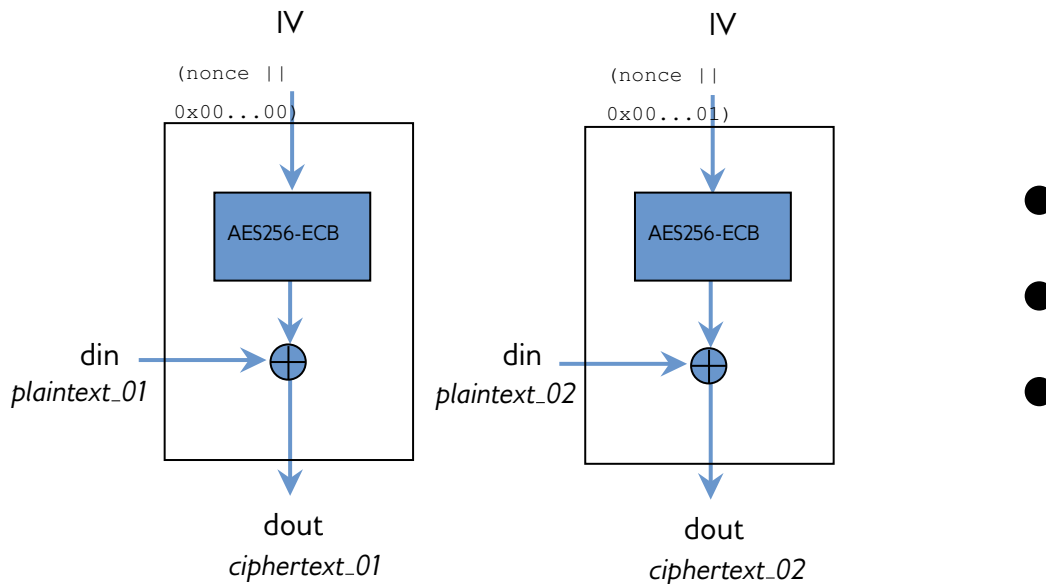 IV
(nonce ||
0x00...00)
AES256-ECB
din
plaintext_01
dout
ciphertext_01
IV
(nonce ||
0x00...01)
AES256-ECB
din
plaintext_02
dout
ciphertext_02